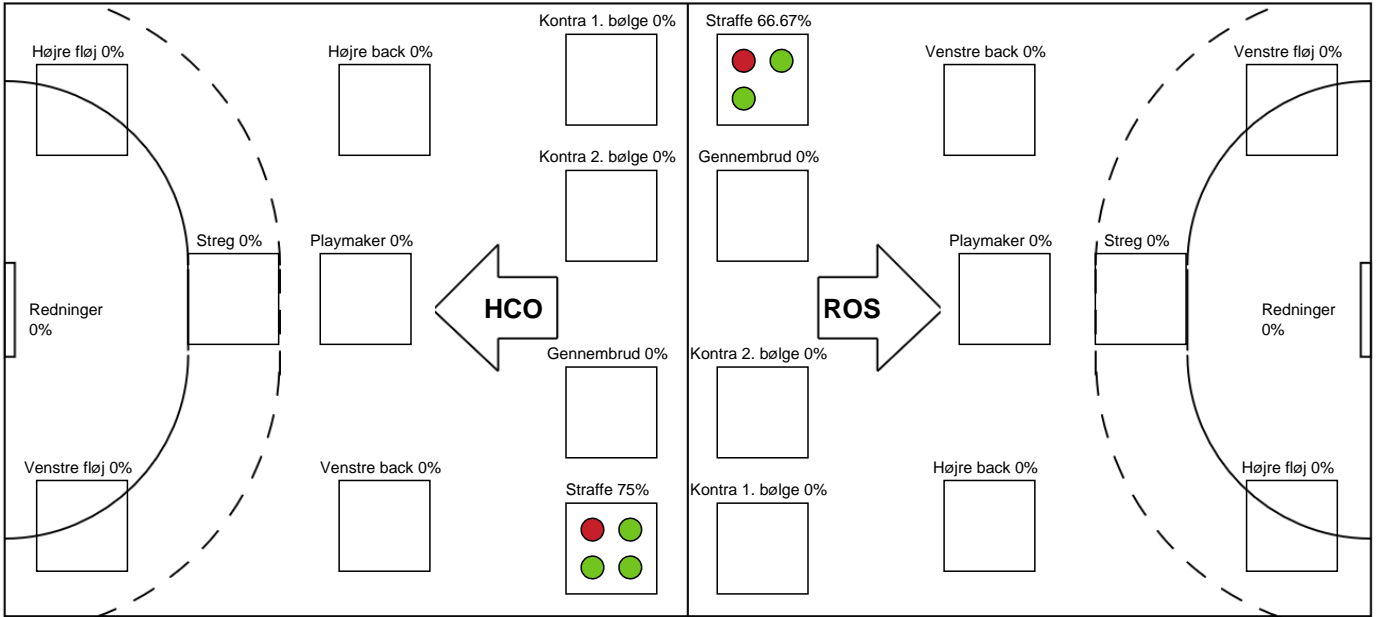 Kontra 1. bølge 0%
Straffe 66.67%
Højre fløj 0%
Højre back 0%
Venstre back 0%
Venstre fløj 0%
Kontra 2. bølge 0%
Gennembrud 0%
Streg 0%
Playmaker 0%
Playmaker 0%
Streg 0%
Redninger
0%
HCO
ROS
Redninger
0%
Gennembrud 0%
Kontra 2. bølge 0%
Venstre fløj 0%
Venstre back 0%
Højre back 0%
Højre fløj 0%
Straffe 75%
Kontra 1. bølge 0%